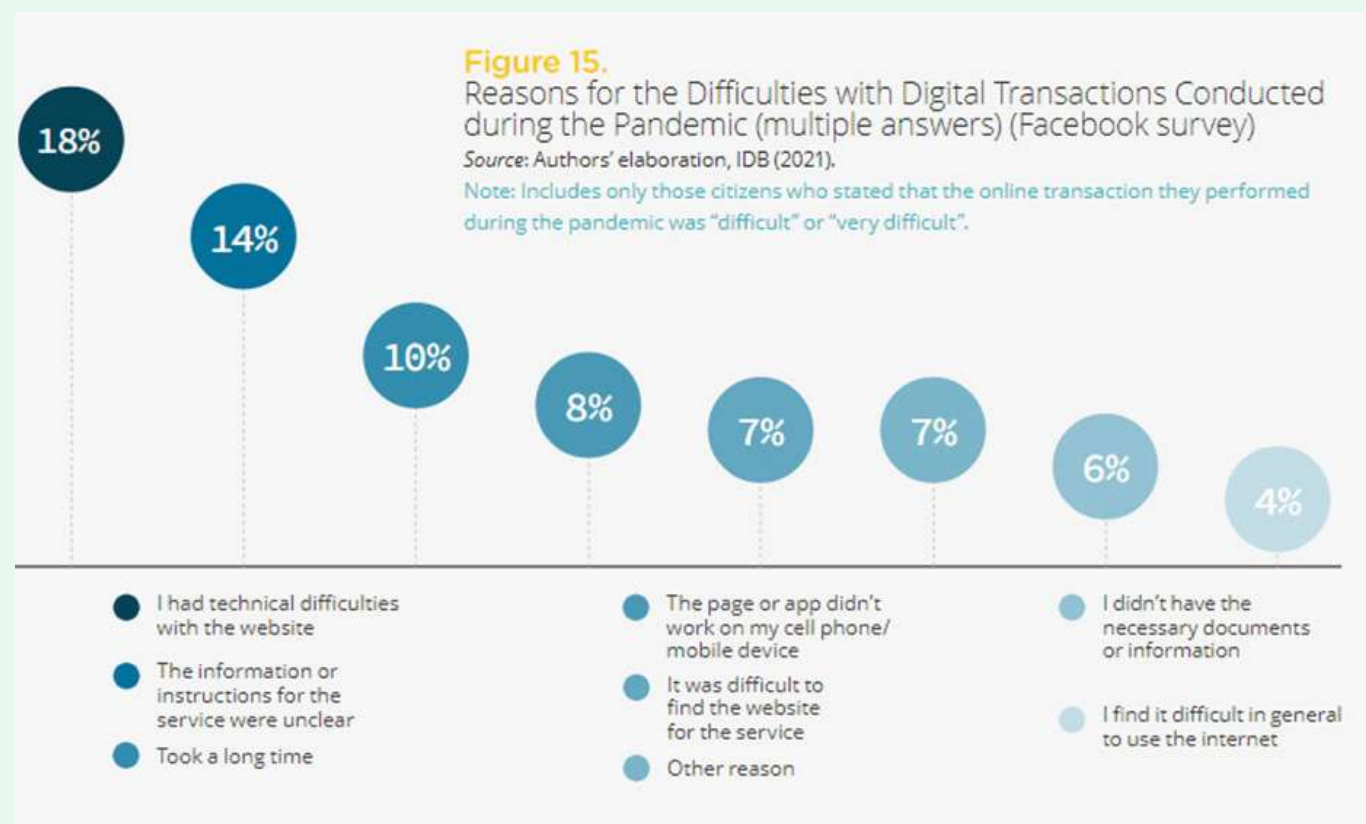 Figure 15.
Reasons for the Difficulties with Digital Transactions Conducted
during the Pandemic (multiple answers) (Facebook survey)
Source: Authors’ elaboration, IDB (2021).
Note: Includes only those citizens who stated that the online transaction they performed
during the pandemic was “difficult” or “very difficult”.
18%
14%
10%
8%
7%
7%
6%
4%
I had technical difficulties
with the website
The information or
instructions for the
service were unclear
Took a long time
The page or app didn’t
work on my cell phone/
mobile device
It was difficult to
find the website
for the service
Other reason
I didn’t have the
necessary documents
or information
I find it difficult in general
to use the internet